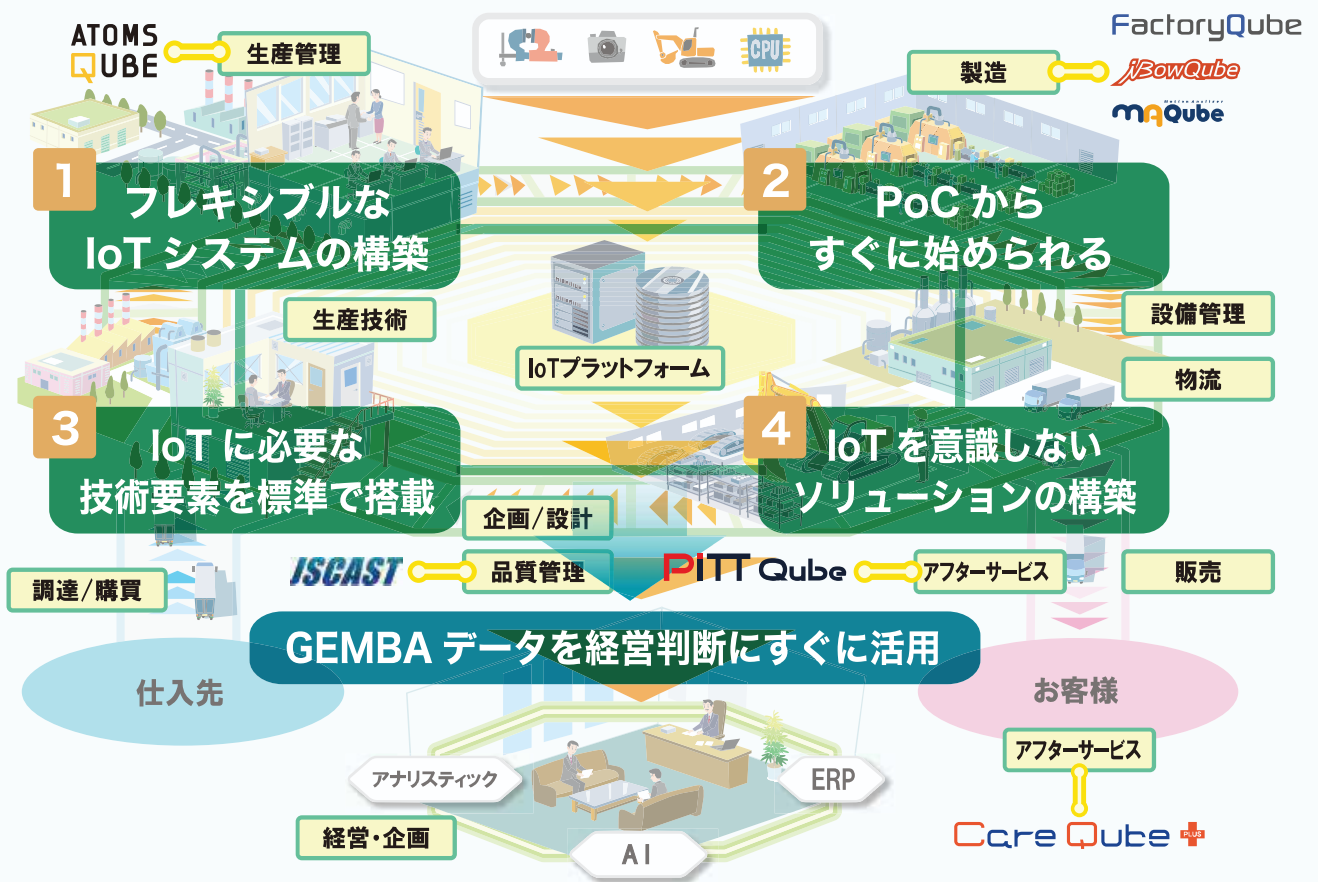 ATOMS
QUBE
生産管理
CPU
FactoryQube
製造
iBowQube
Motion Analizer
MAQube
1
フレキシブルな
IoT システムの構築
2
PoC から
すぐに始められる
生産技術
IoTプラットフォーム
設備管理
物流
3
IoT に必要な
技術要素を標準で搭載
4
IoT を意識しない
ソリューションの構築
企画/設計
調達/購買
JSCAST
品質管理
PiTT Qube
アフターサービス
販売
GEMBA データを経営判断にすぐに活用
仕入先
お客様
アナリスティック
ERP
AI
経営・企画
アフターサービス
Care Qube PLUS